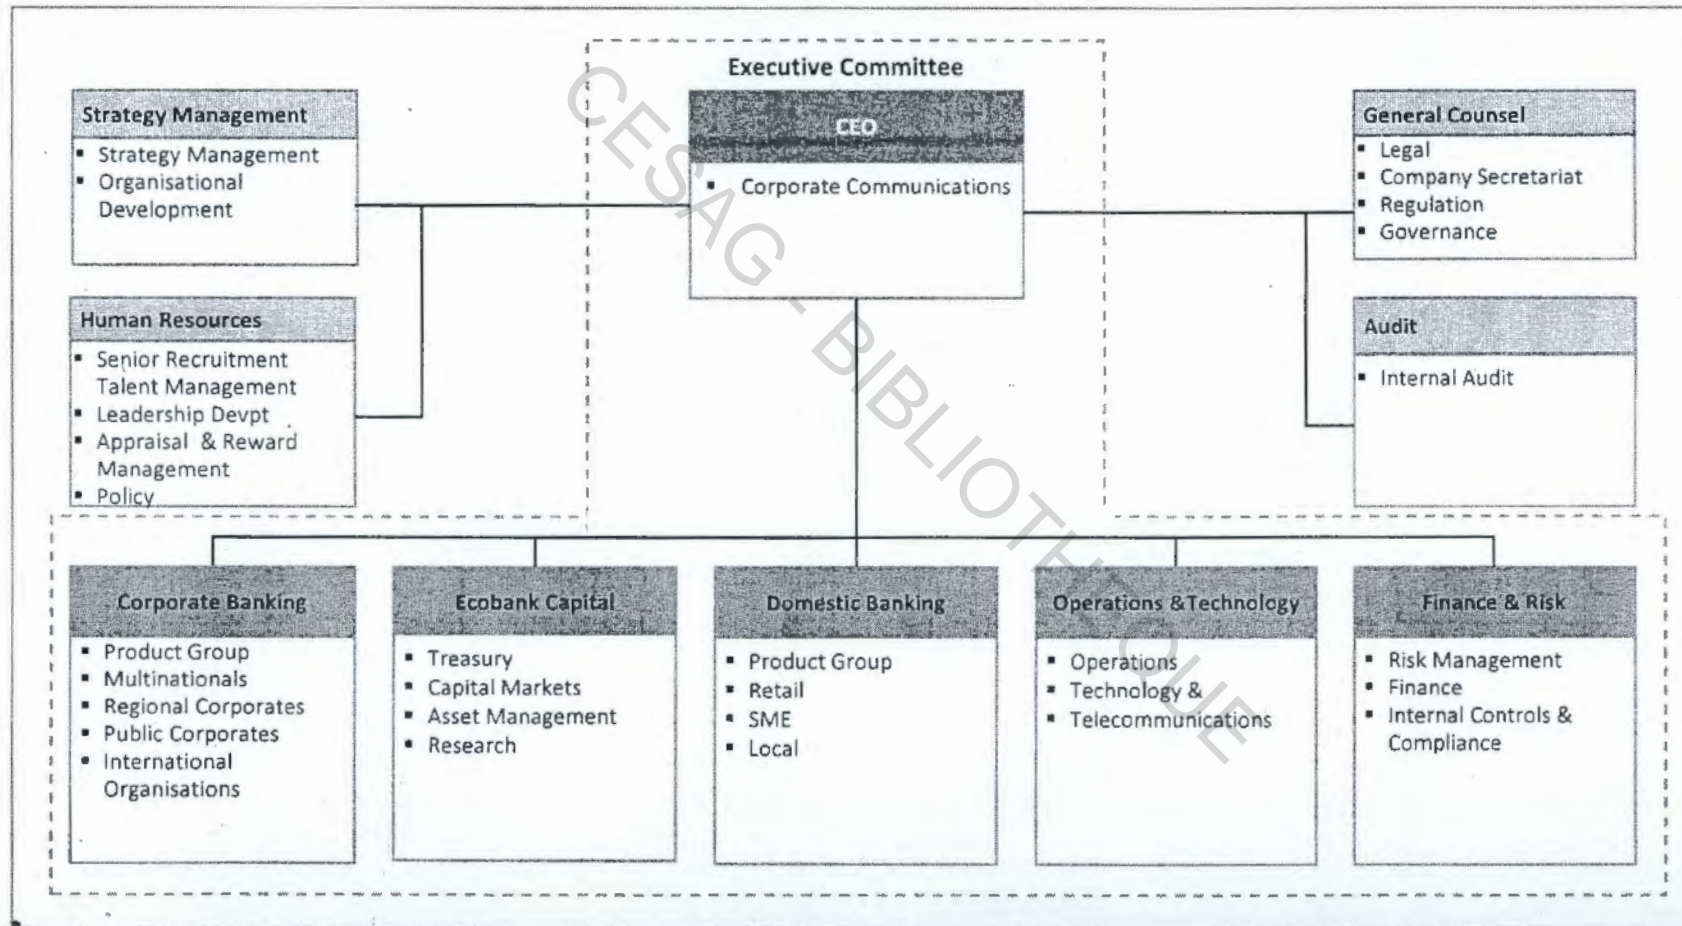 Executive Committee
CEO
▪ Corporate Communications
Strategy Management
▪ Strategy Management
▪ Organisational
Development
Human Resources
▪ Senior Recruitment
Talent Management
▪ Leadership Devpt
▪ Appraisal & Reward
Management
▪ Policy
General Counsel
▪ Legal
▪ Company Secretariat
▪ Regulation
▪ Governance
Audit
▪ Internal Audit
Corporate Banking
▪ Product Group
▪ Multinationals
▪ Regional Corporates
▪ Public Corporates
▪ International
Organisations
Ecobank Capital
▪ Treasury
▪ Capital Markets
▪ Asset Management
▪ Research
Domestic Banking
▪ Product Group
▪ Retail
▪ SME
▪ Local
Operations &Technology
▪ Operations
▪ Technology &
▪ Telecommunications
Finance & Risk
▪ Risk Management
▪ Finance
▪ Internal Controls &
Compliance
CESAG - BIBLIOTHEQUE